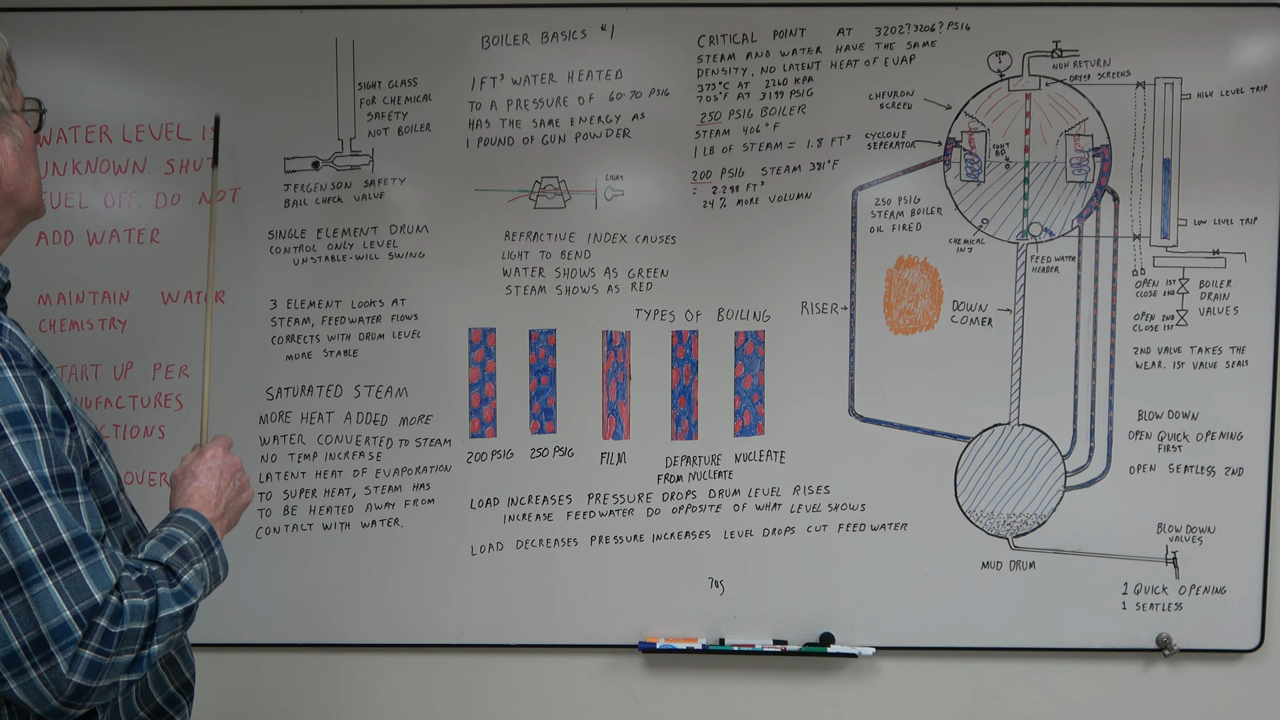 WATER LEVEL IS
UNKNOWN. SHUT
FUEL OFF. DO NOT
ADD WATER
MAINTAIN WATER
CHEMISTRY
START UP PER
OVER
SIGHT GLASS
FOR CHEMICAL
SAFETY
NOT BOILER
JERGENSON SAFETY
BALL CHECK VALVE
SINGLE ELEMENT DRUM
CONTROL ONLY LEVEL
UNSTABLE-WILL SWING
3 ELEMENT LOOKS AT
STEAM, FEEDWATER FLOWS
CORRECTS WITH DRUM LEVEL
MORE STABLE
SATURATED STEAM
MORE HEAT ADDED MORE
WATER CONVERTED TO STEAM
NO TEMP INCREASE
LATENT HEAT OF EVAPORATION
TO SUPER HEAT, STEAM HAS
TO BE HEATED AWAY FROM
CONTACT WITH WATER.
BOILER BASICS #1
1 FT³ WATER HEATED
TO A PRESSURE OF 60-70 PSIG
HAS THE SAME ENERGY AS
1 POUND OF GUN POWDER
LIGHT
REFRACTIVE INDEX CAUSES
LIGHT TO BEND
WATER SHOWS AS GREEN
STEAM SHOWS AS RED
TYPES OF BOILING
200 PSIG
250 PSIG
FILM
DEPARTURE
FROM NUCLEATE
NUCLEATE
LOAD INCREASES PRESSURE DROPS DRUM LEVEL RISES
INCREASE FEEDWATER DO OPPOSITE OF WHAT LEVEL SHOWS
LOAD DECREASES PRESSURE INCREASES LEVEL DROPS CUT FEED WATER
705
CRITICAL POINT AT 3202? 3206? PSIG
STEAM AND WATER HAVE THE SAME
DENSITY, NO LATENT HEAT OF EVAP
373°C AT 2260 KPA
705°F AT 3199 PSIG
250 PSIG BOILER
STEAM 406°F
1 LB OF STEAM = 1.8 FT³
200 PSIG STEAM 381°F
= 2.288 FT³
24% MORE VOLUMN
NON RETURN
DRYER SCREENS
CHEVRON
SCREEN
CYCLONE
SEPERATOR
CONT
BD
250 PSIG
STEAM BOILER
OIL FIRED
CHEMICAL
INJ
FEED WATER
HEADER
RISER
DOWN
COMER
HIGH LEVEL TRIP
LOW LEVEL TRIP
OPEN 1ST
CLOSE 2ND
OPEN 2ND
CLOSE 1ST
BOILER
DRAIN
VALVES
2ND VALVE TAKES THE
WEAR. 1ST VALVE SEALS
BLOW DOWN
OPEN QUICK OPENING
FIRST
OPEN SEATLESS 2ND
MUD DRUM
BLOW DOWN
VALVES
1 QUICK OPENING
1 SEATLESS